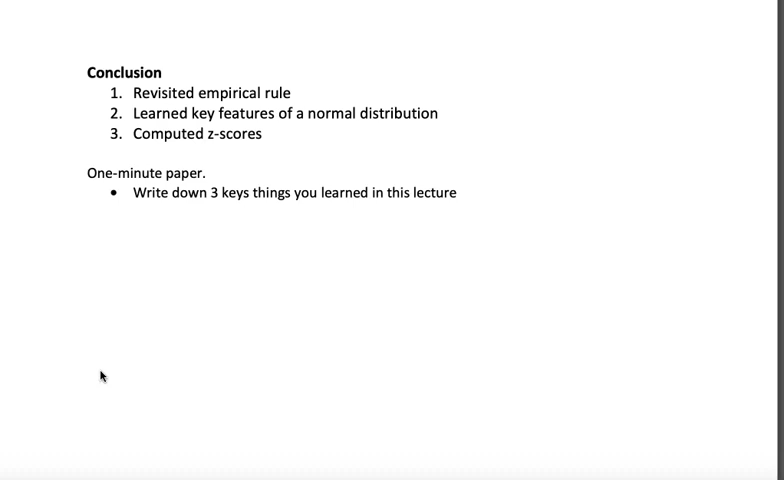 Conclusion
1. Revisited empirical rule
2. Learned key features of a normal distribution
3. Computed z-scores
One-minute paper.
• Write down 3 keys things you learned in this lecture